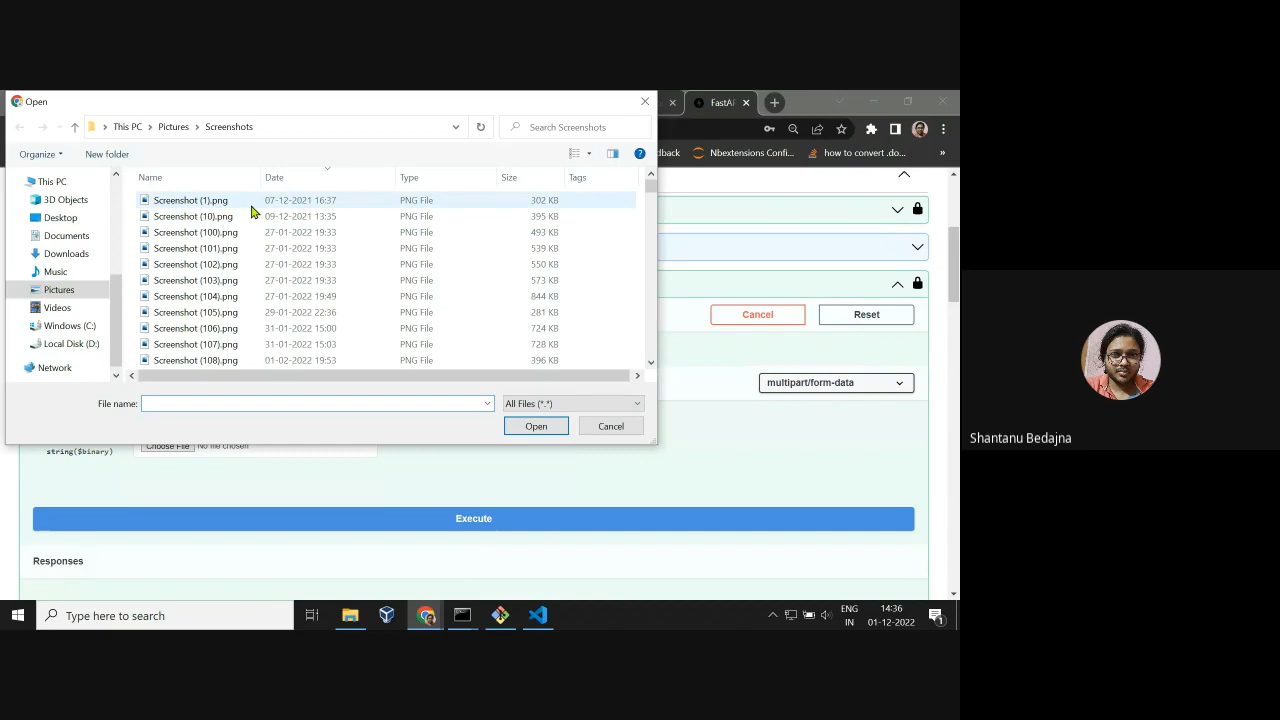 Open
FastAP
This PC
Pictures
Screenshots
Search Screenshots
Organize
New folder
dback
Nbextensions Confi...
how to convert .do...
Name
Date
Type
Size
Tags
This PC
3D Objects
Desktop
Documents
Downloads
Music
Pictures
Videos
Windows (C:)
Local Disk (D:)
Network
Screenshot (1).png 07-12-2021 16:37 PNG File 302 KB
Screenshot (10).png 09-12-2021 13:35 PNG File 395 KB
Screenshot (100).png 27-01-2022 19:33 PNG File 493 KB
Screenshot (101).png 27-01-2022 19:33 PNG File 539 KB
Screenshot (102).png 27-01-2022 19:33 PNG File 550 KB
Screenshot (103).png 27-01-2022 19:33 PNG File 573 KB
Screenshot (104).png 27-01-2022 19:49 PNG File 844 KB
Screenshot (105).png 29-01-2022 22:36 PNG File 281 KB
Screenshot (106).png 31-01-2022 15:00 PNG File 724 KB
Screenshot (107).png 31-01-2022 15:03 PNG File 728 KB
Screenshot (108).png 01-02-2022 19:53 PNG File 396 KB
File name:
All Files (*.*)
Open
Cancel
Cancel
Reset
multipart/form-data
Choose File No file chosen
string($binary)
Execute
Responses
Shantanu Bedajna
Type here to search
ENG
IN
14:36
01-12-2022
1